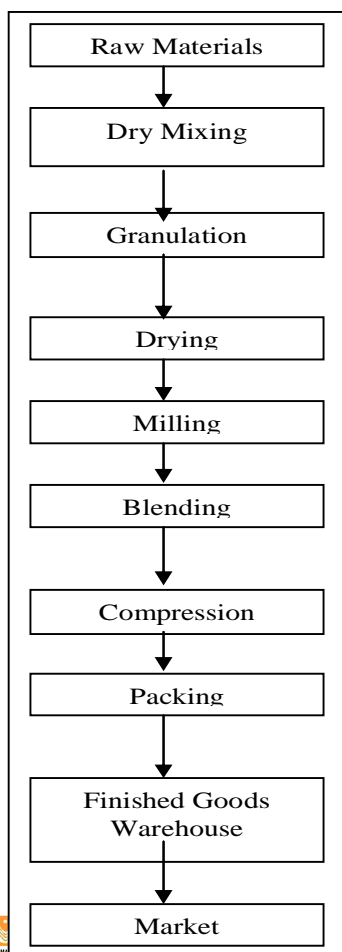 Raw Materials
Dry Mixing
Granulation
Drying
Milling
Blending
Compression
Packing
Finished Goods
Warehouse
Market